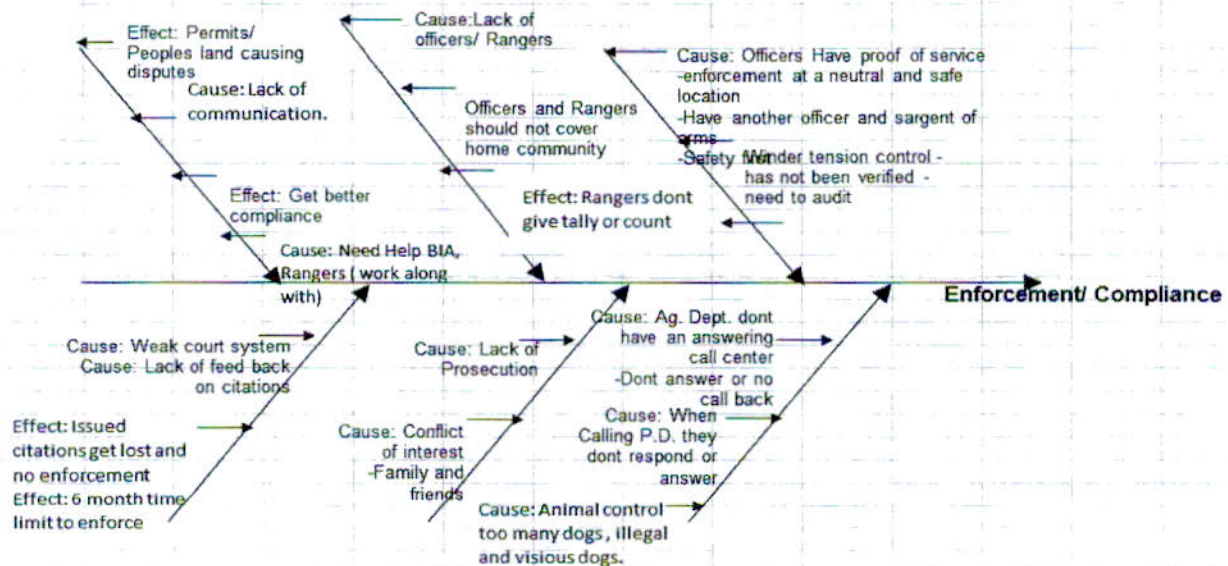 Effect: Permits/
Peoples land causing
disputes
Cause: Lack of
communication.
Effect: Get better
compliance
Cause: Need Help BIA,
Rangers ( work along
with)
Cause:Lack of
officers/ Rangers
Officers and Rangers
should not cover
home community
Effect: Rangers dont
give tally or count
Cause: Officers Have proof of service
-enforcement at a neutral and safe
location
-Have another officer and sargent of
arms
-Safety
Winder tension control -
has not been verified -
need to audit
Enforcement/ Compliance
Cause: Weak court system
Cause: Lack of feed back
on citations
Effect: Issued
citations get lost and
no enforcement
Effect: 6 month time
limit to enforce
Cause: Lack of
Prosecution
Cause: Conflict
of interest
-Family and
friends
Cause: Ag. Dept. dont
have an answering
call center
-Dont answer or no
call back
Cause: When
Calling P.D. they
dont respond or
answer
Cause: Animal control
too many dogs , illegal
and visious dogs.